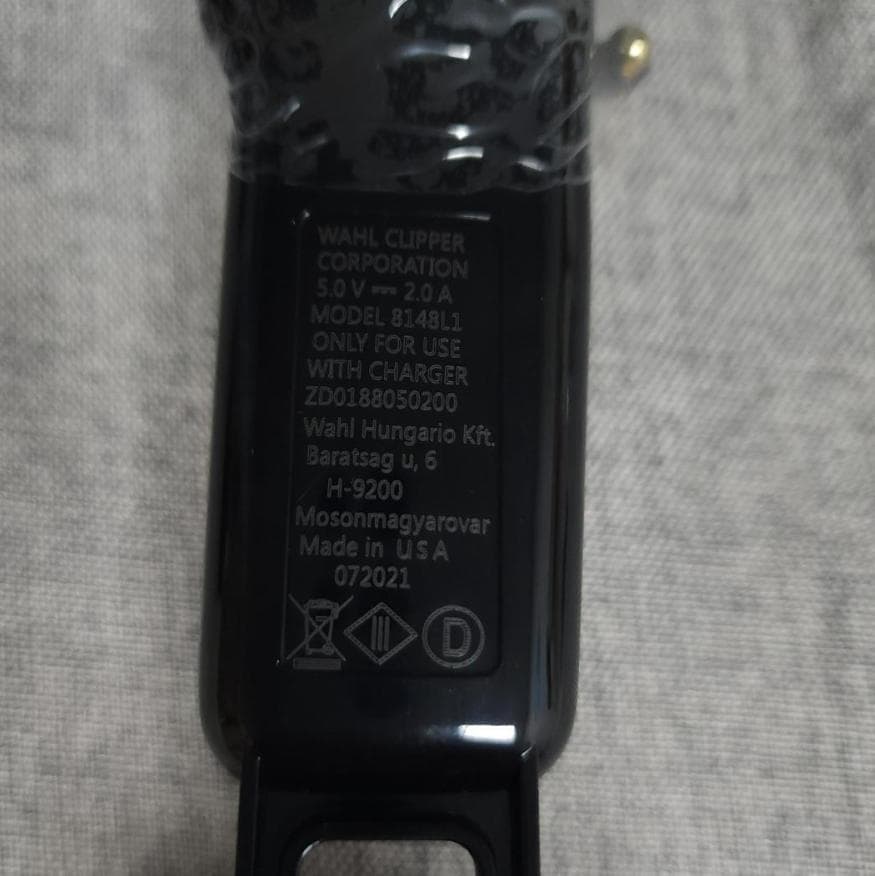 WAHL CLIPPER
CORPORATION
5.0 V ⎓ 2.0 A
MODEL 8148L1
ONLY FOR USE
WITH CHARGER
ZD0188050200
Wahl Hungario Kft.
Baratsag u, 6
H-9200
Mosonmagyarovar
Made in USA
072021
III D